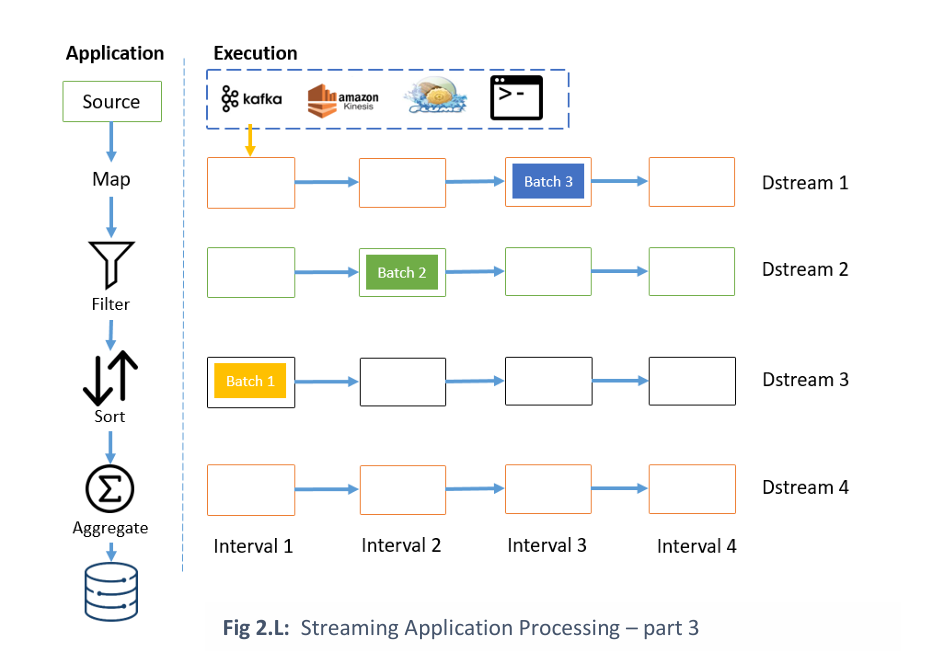 Application
Execution
Source
kafka
amazon
Kinesis
>-
Map
Batch 3
Dstream 1
Batch 2
Dstream 2
Filter
Batch 1
Dstream 3
Sort
Dstream 4
Aggregate
Interval 1
Interval 2
Interval 3
Interval 4
Fig 2.L: Streaming Application Processing – part 3